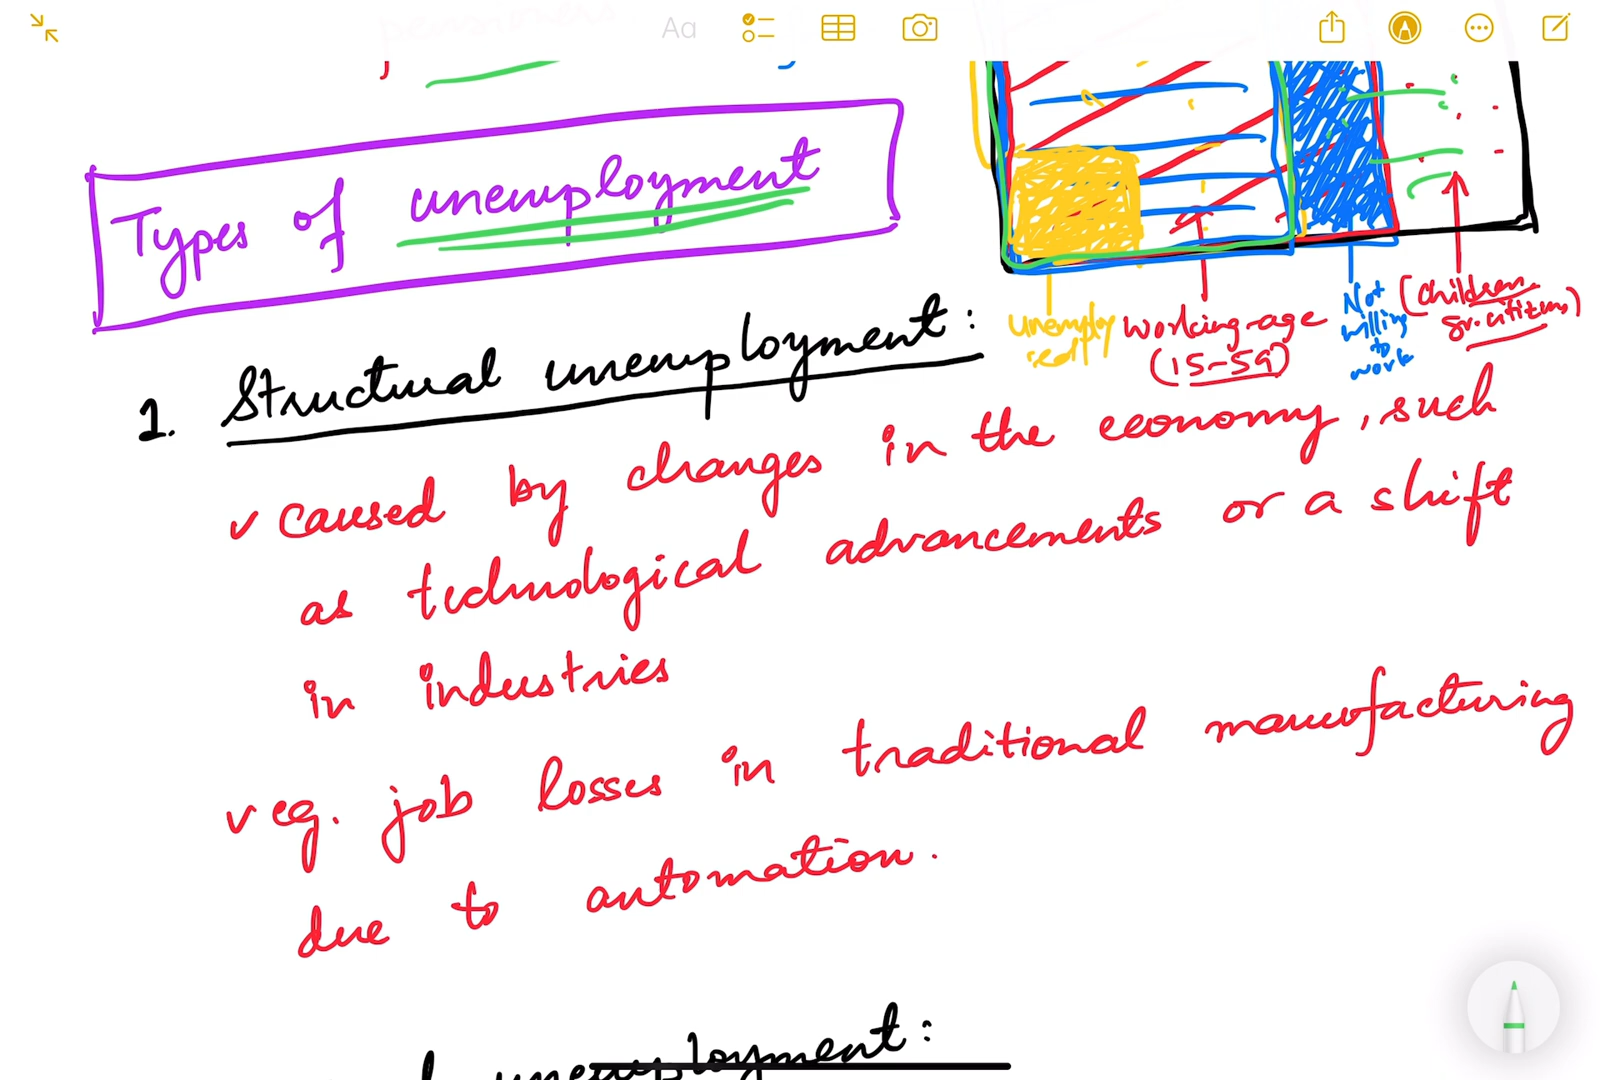 Aa
Types of unemployment
unemploy
working-age
(15-59)
Not
willing
to
work
(children
sr. citizens)
1. Structural unemployment:
✓ caused by changes in the economy, such
as technological advancements or a shift
in industries
✓ eg. job losses in traditional manufacturing
due to automation.
unemployment: